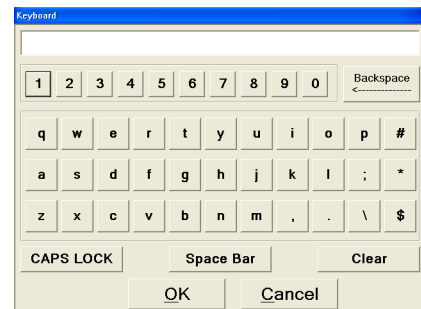 Keyboard
1 2 3 4 5 6 7 8 9 0 Backspace
<--------------
q w e r t y u i o p #
a s d f g h j k l ; *
z x c v b n m , . \ $
CAPS LOCK Space Bar Clear
OK Cancel